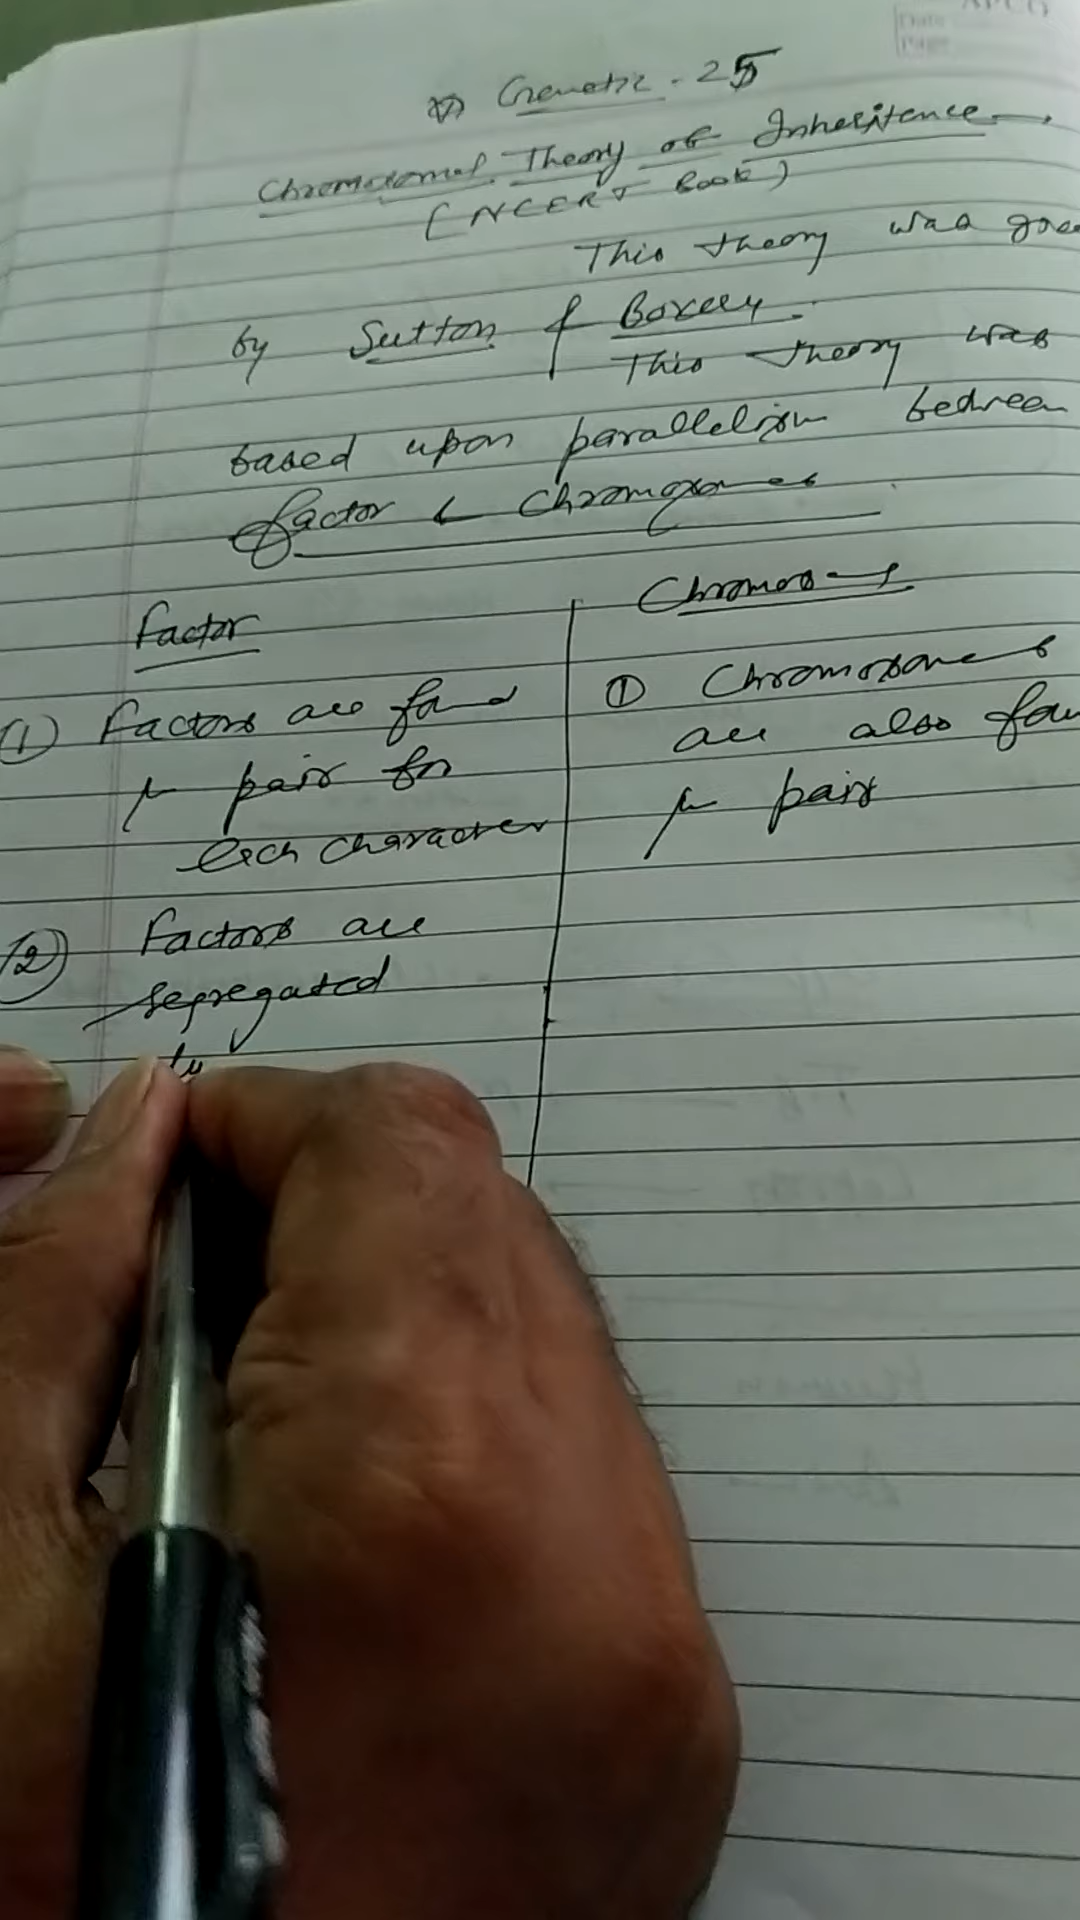 Genetic - 25
Chromosomal Theory of Inheritence
(NCERT Book)
This theory was
by Sutton & Bovery.
This theory was
based upon parallelism between
factor & Chromosomes
Factor
Chromosomes
(1) Factors are found
in pair for
each character
① Chromosomes
are also
in pair
(2) Factors are
segregated